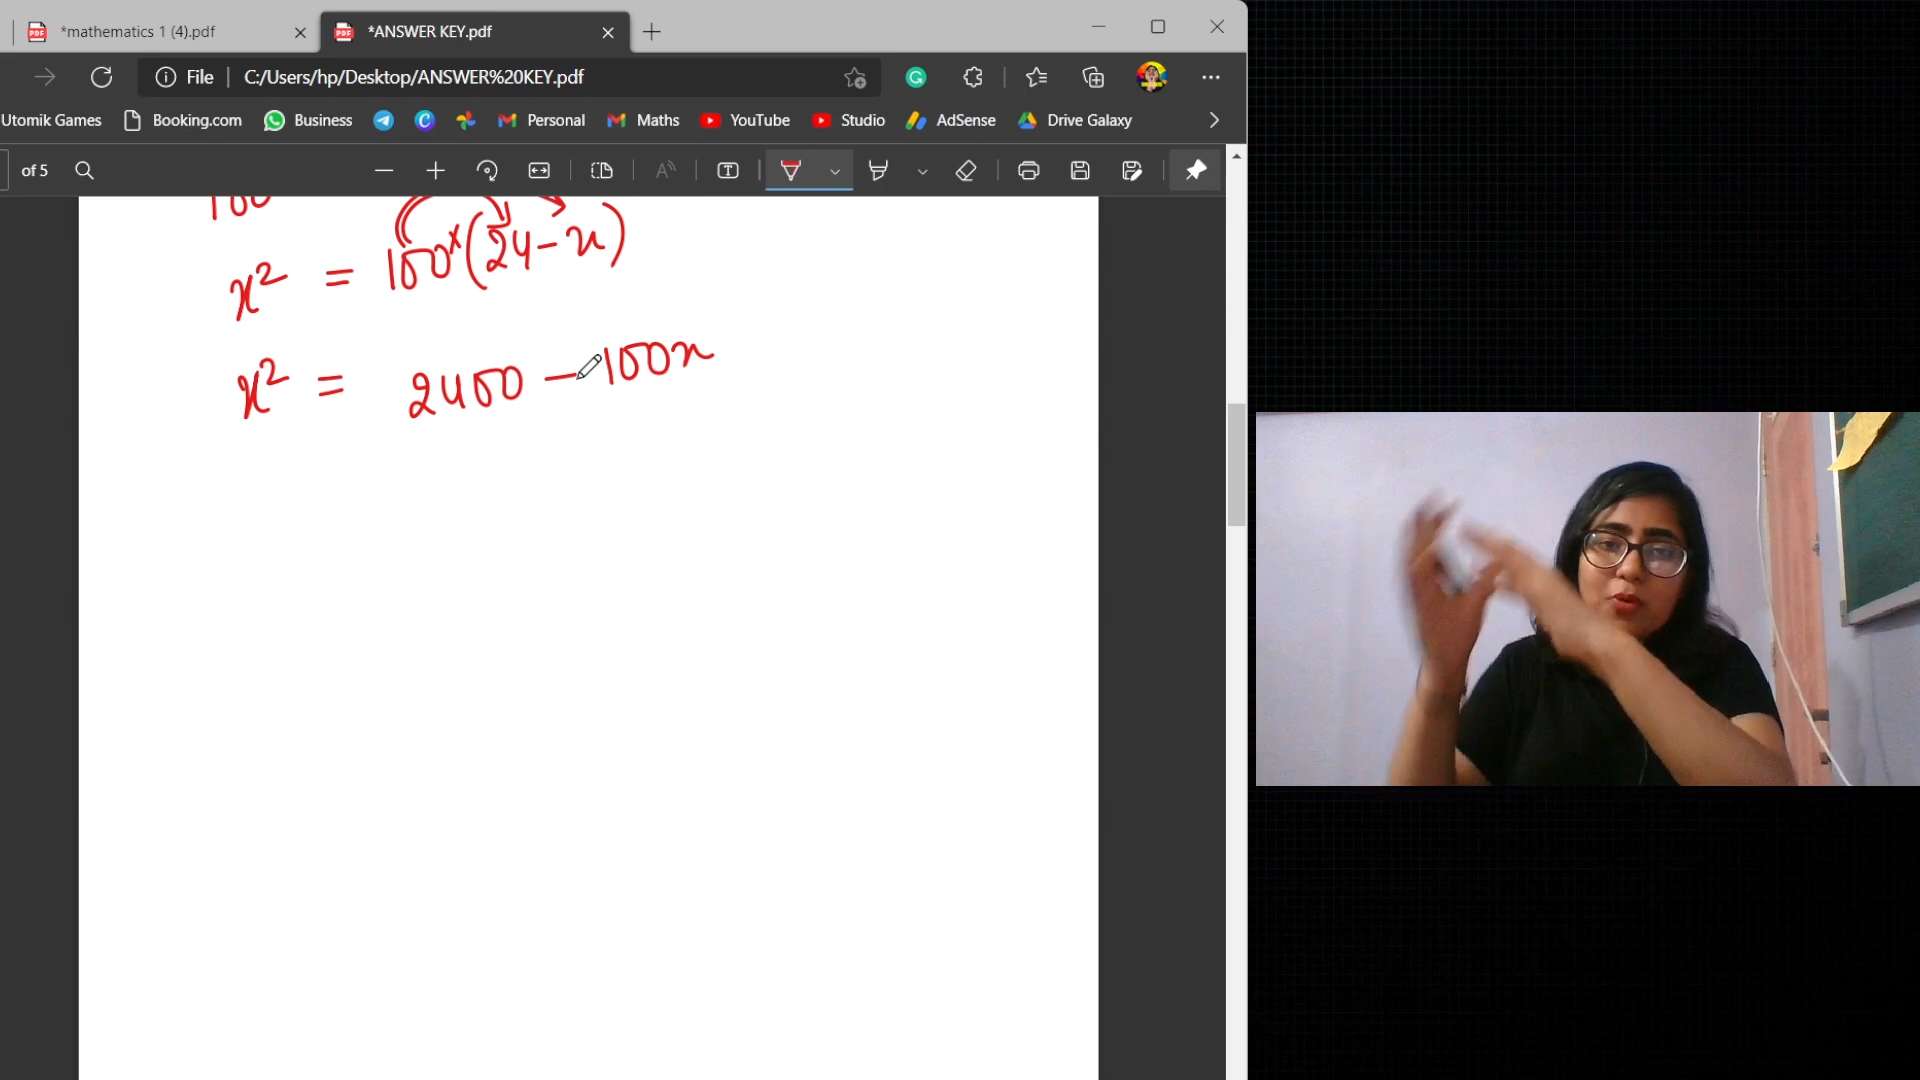 *mathematics 1 (4).pdf
*ANSWER KEY.pdf
File C:/Users/hp/Desktop/ANSWER%20KEY.pdf
Utomik Games Booking.com Business Personal Maths YouTube Studio AdSense Drive Galaxy
of 5
100
x² = 100×(24-x)
x² = 2400 - 100x